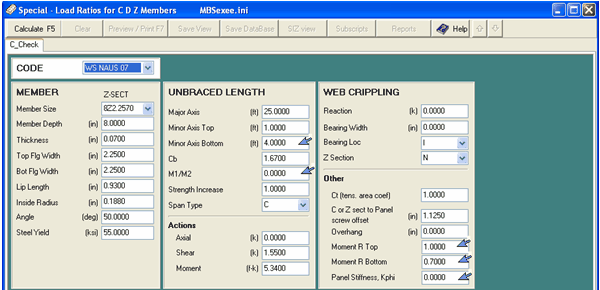 Special - Load Ratios for C D Z Members MBSexee.ini
Calculate F5 Clear Preview / Print F7 Save View Save DataBase SIZ-view Subscripts Reports Help
C_Check
CODE WS NAUS 07
MEMBER Z-SECT
Member Size 8Z2.2570
Member Depth (in) 8.0000
Thickness (in) 0.0700
Top Flg Width (in) 2.2500
Bot Flg Width (in) 2.2500
Lip Length (in) 0.9300
Inside Radius (in) 0.1880
Angle (deg) 50.0000
Steel Yield (ksi) 55.0000
UNBRACED LENGTH
Major Axis (ft) 25.0000
Minor Axis Top (ft) 1.0000
Minor Axis Bottom (ft) 4.0000
Cb 1.6700
M1/M2 0.0000
Strength Increase 1.0000
Span Type C
Actions
Axial (k) 0.0000
Shear (k) 1.5500
Moment (f-k) 5.3400
WEB CRIPPLING
Reaction (k) 0.0000
Bearing Width (in) 0.0000
Bearing Loc I
Z Section N
Other
Ct (tens. area coef) 1.0000
C or Z sect to Panel
screw offset (in) 1.1250
Overhang (in) 0.0000
Moment R Top 1.0000
Moment R Bottom 0.7000
Panel Stiffness, Kphi 0.0000